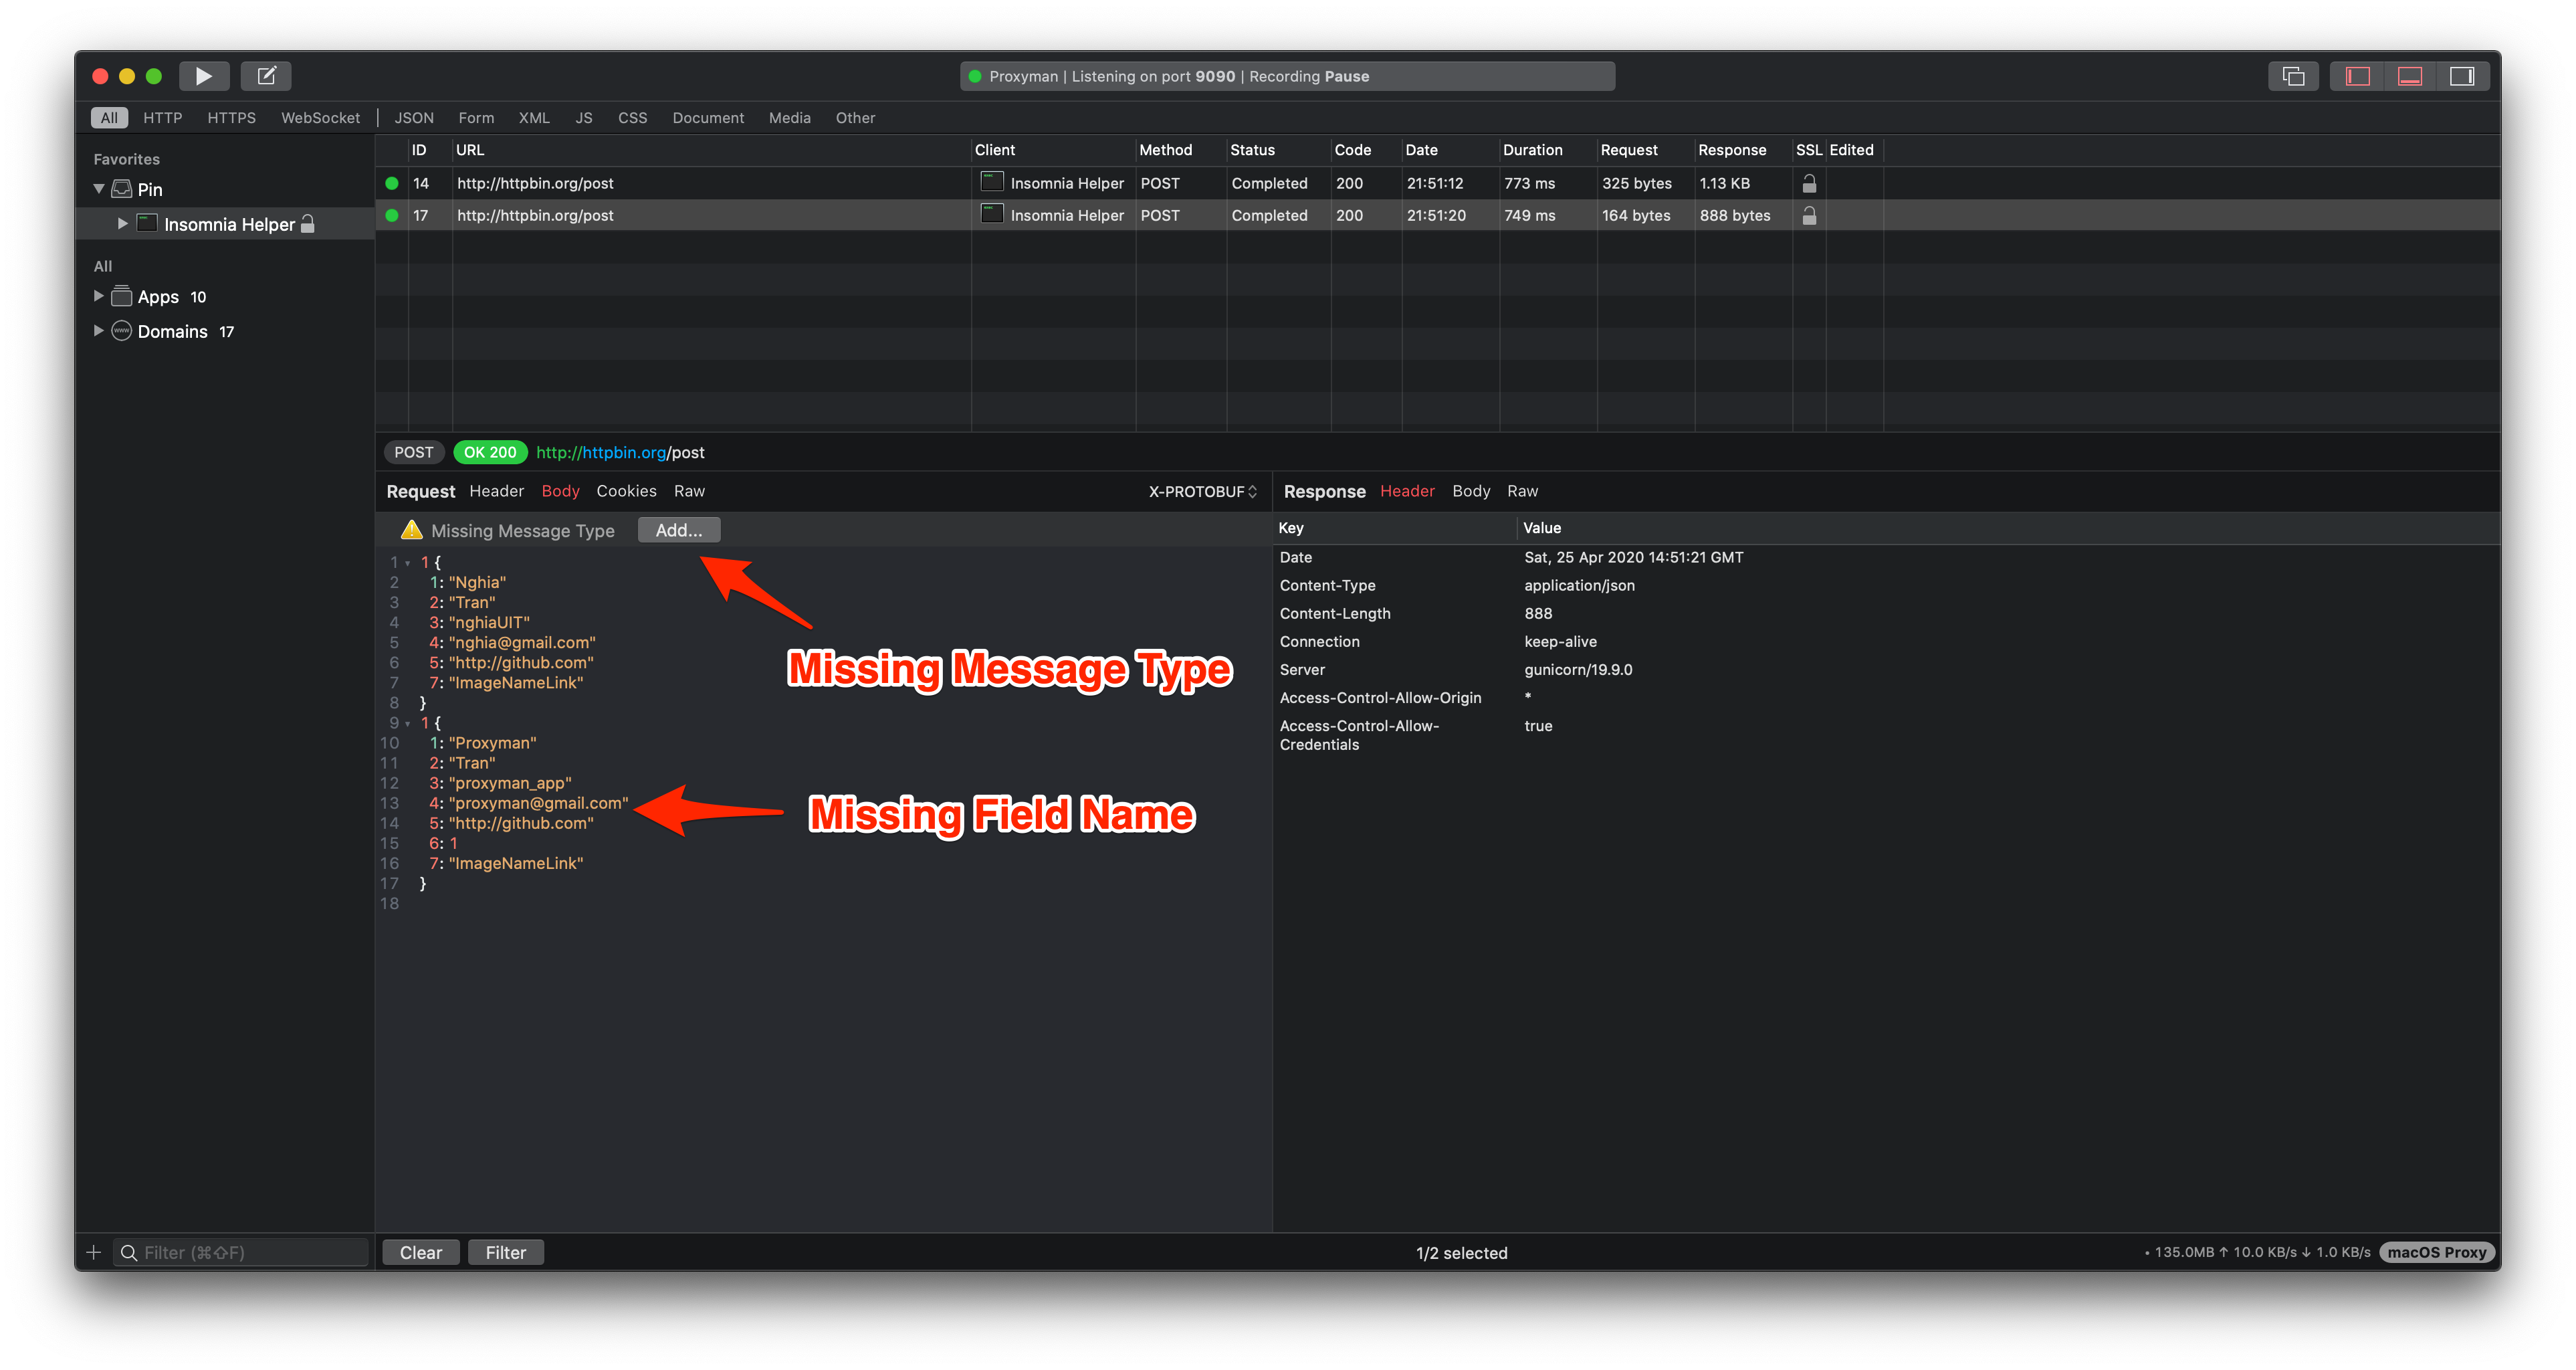 Proxyman | Listening on port 9090 | Recording Pause
All HTTP HTTPS WebSocket | JSON Form XML JS CSS Document Media Other
Favorites
Pin
Insomnia Helper
All
Apps 10
Domains 17
ID URL Client Method Status Code Date Duration Request Response SSL Edited
14 http://httpbin.org/post Insomnia Helper POST Completed 200 21:51:12 773 ms 325 bytes 1.13 KB
17 http://httpbin.org/post Insomnia Helper POST Completed 200 21:51:20 749 ms 164 bytes 888 bytes
POST OK 200 http://httpbin.org/post
Request Header Body Cookies Raw X-PROTOBUF
Missing Message Type Add...
1 1 {
2 1: "Nghia"
3 2: "Tran"
4 3: "nghiaUIT"
5 4: "nghia@gmail.com"
6 5: "http://github.com"
7 7: "ImageNameLink"
8 }
9 1 {
10 1: "Proxyman"
11 2: "Tran"
12 3: "proxyman_app"
13 4: "proxyman@gmail.com"
14 5: "http://github.com"
15 6: 1
16 7: "ImageNameLink"
17 }
18
Missing Message Type
Missing Field Name
Response Header Body Raw
Key Value
Date Sat, 25 Apr 2020 14:51:21 GMT
Content-Type application/json
Content-Length 888
Connection keep-alive
Server gunicorn/19.9.0
Access-Control-Allow-Origin *
Access-Control-Allow- true
Credentials
Filter (⌘⇧F)
Clear Filter
1/2 selected
• 135.0MB ↑ 10.0 KB/s ↓ 1.0 KB/s macOS Proxy